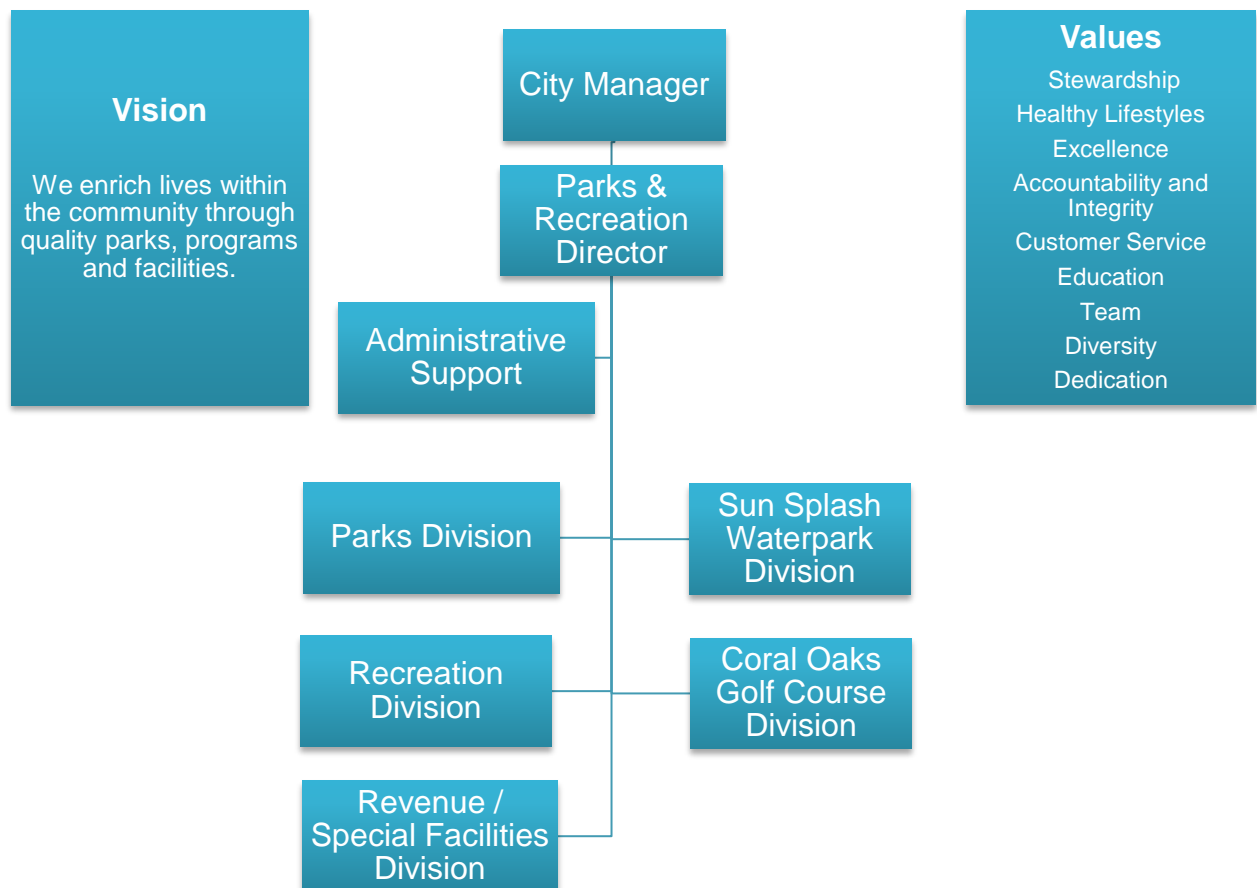 Vision
We enrich lives within
the community through
quality parks, programs
and facilities.
City Manager
Parks &
Recreation
Director
Administrative
Support
Parks Division
Sun Splash
Waterpark
Division
Recreation
Division
Coral Oaks
Golf Course
Division
Revenue /
Special Facilities
Division
Values
Stewardship
Healthy Lifestyles
Excellence
Accountability and
Integrity
Customer Service
Education
Team
Diversity
Dedication